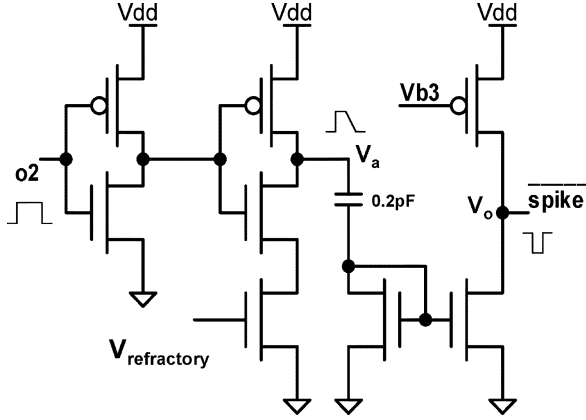 Vdd
Vdd
Vdd
Vb3
o2
Va
0.2pF
Vo
spike
Vrefractory